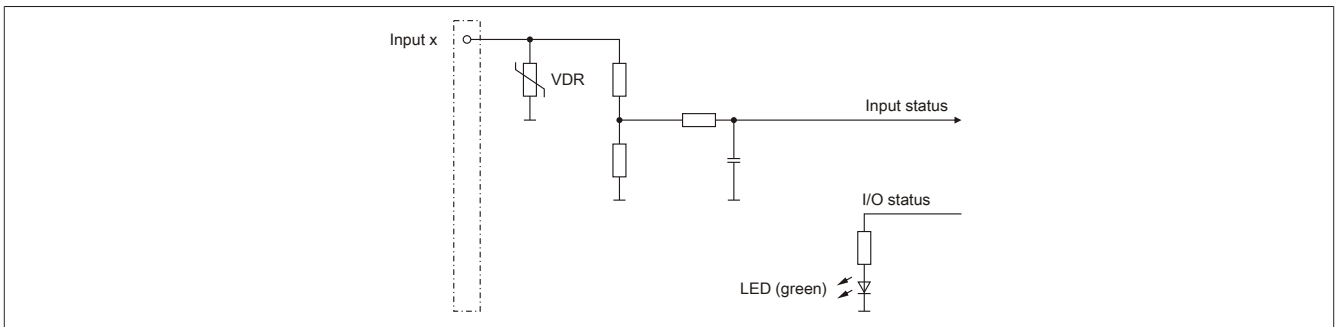 Input x
VDR
Input status
I/O status
LED (green)